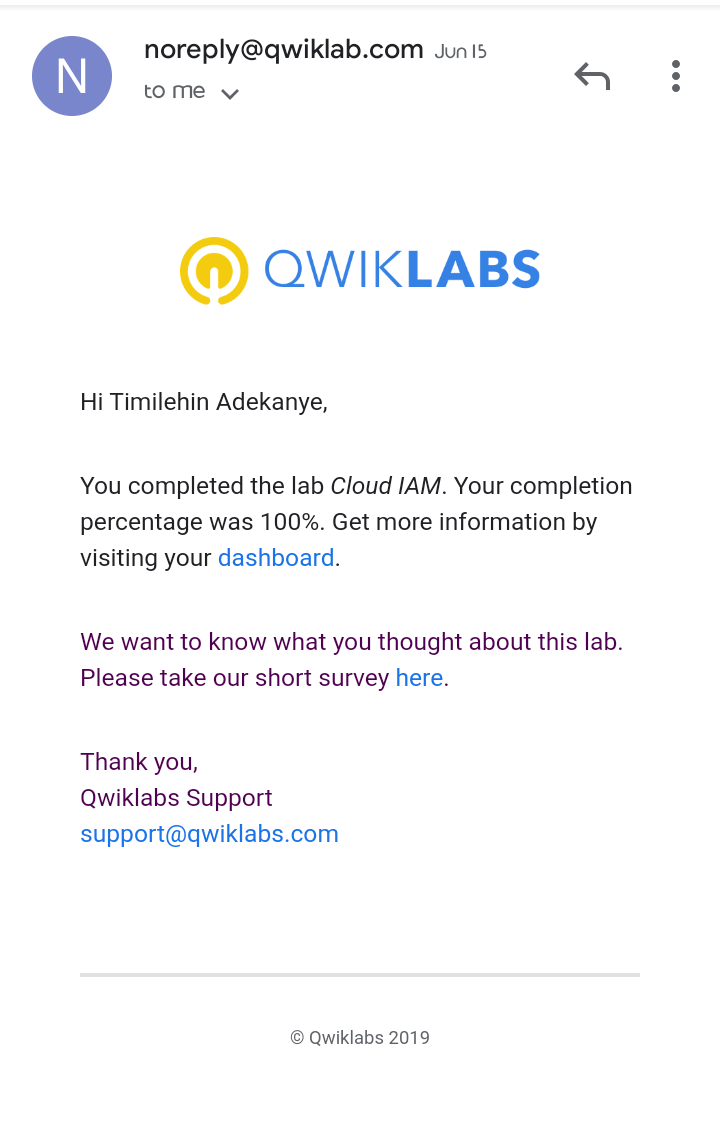 N
noreply@qwiklab.com Jun 15
to me
QWIKLABS
Hi Timilehin Adekanye,
You completed the lab Cloud IAM. Your completion
percentage was 100%. Get more information by
visiting your dashboard.
We want to know what you thought about this lab.
Please take our short survey here.
Thank you,
Qwiklabs Support
support@qwiklabs.com
© Qwiklabs 2019